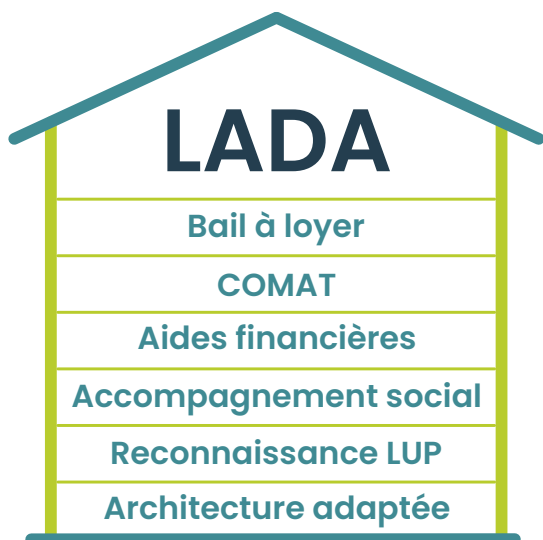 LADA
Bail à loyer
COMAT
Aides financières
Accompagnement social
Reconnaissance LUP
Architecture adaptée